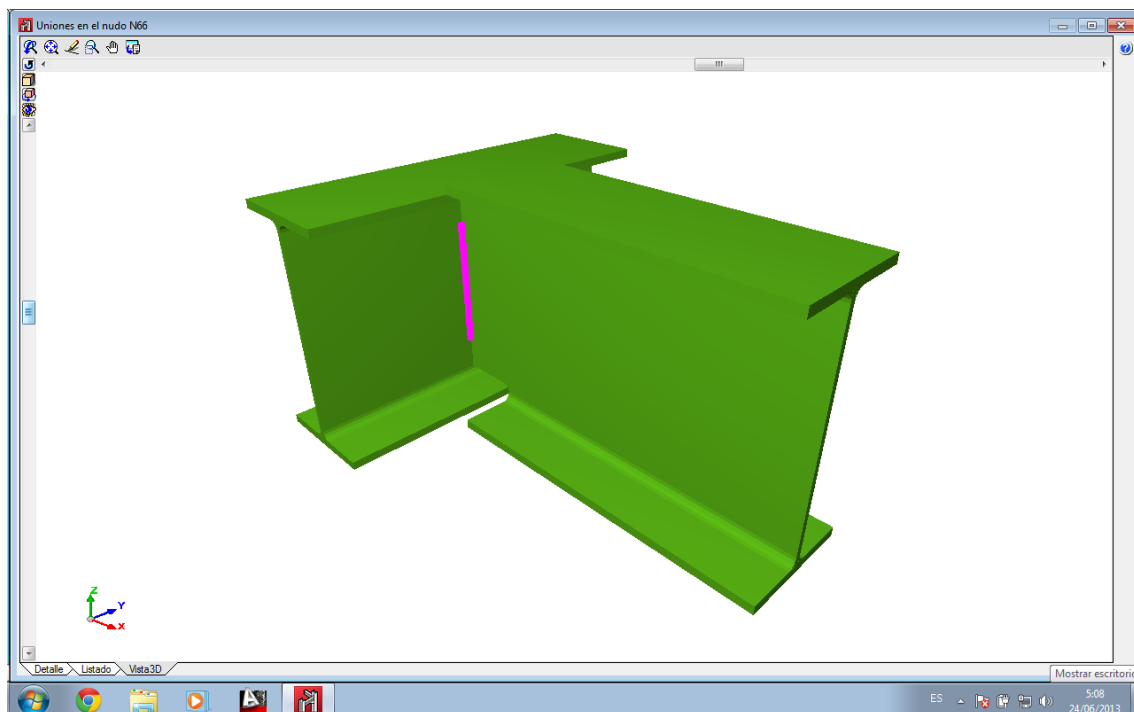 Uniones en el nudo N66
Z
Y
X
Detalle Listado Vista3D
Mostrar escritorio
ES 5:08
24/06/2013